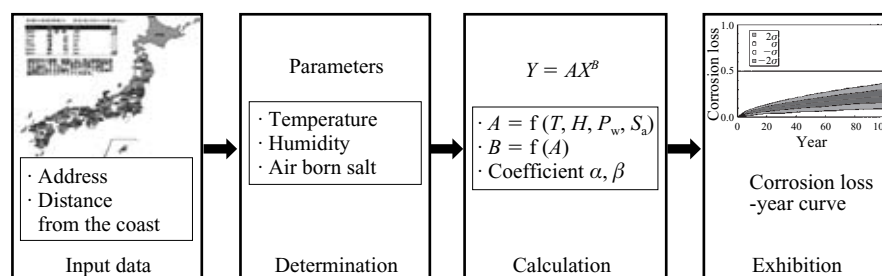 · Address
· Distance
from the coast
Input data
Parameters
· Temperature
· Humidity
· Air born salt
Determination
Y = AX^B
· A = f (T, H, P_w, S_a)
· B = f (A)
· Coefficient α, β
Calculation
Corrosion loss
1.0
0.5
0
2σ
σ
−σ
−2σ
0 20 40 60 80 100
Year
Corrosion loss
-year curve
Exhibition